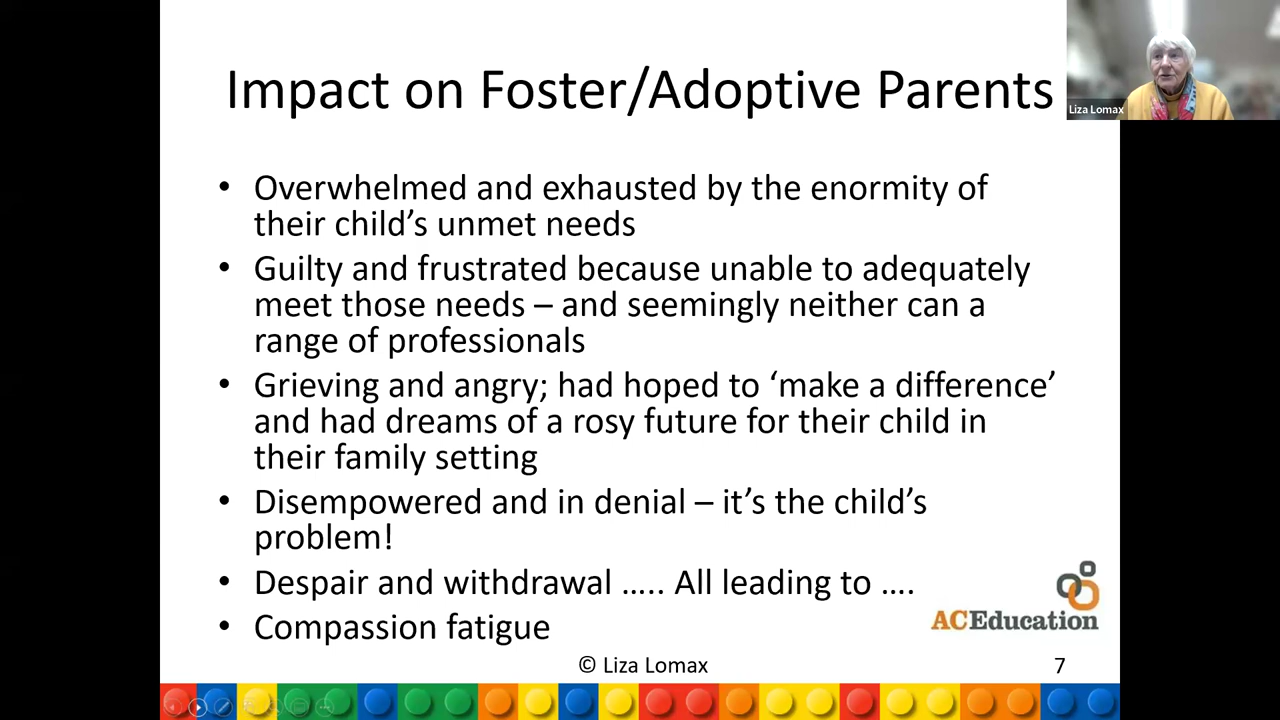 Impact on Foster/Adoptive Parents
Liza Lomax
• Overwhelmed and exhausted by the enormity of
their child’s unmet needs
• Guilty and frustrated because unable to adequately
meet those needs – and seemingly neither can a
range of professionals
• Grieving and angry; had hoped to ‘make a difference’
and had dreams of a rosy future for their child in
their family setting
• Disempowered and in denial – it’s the child’s
problem!
• Despair and withdrawal ….. All leading to ….
• Compassion fatigue
ACEducation
© Liza Lomax
7